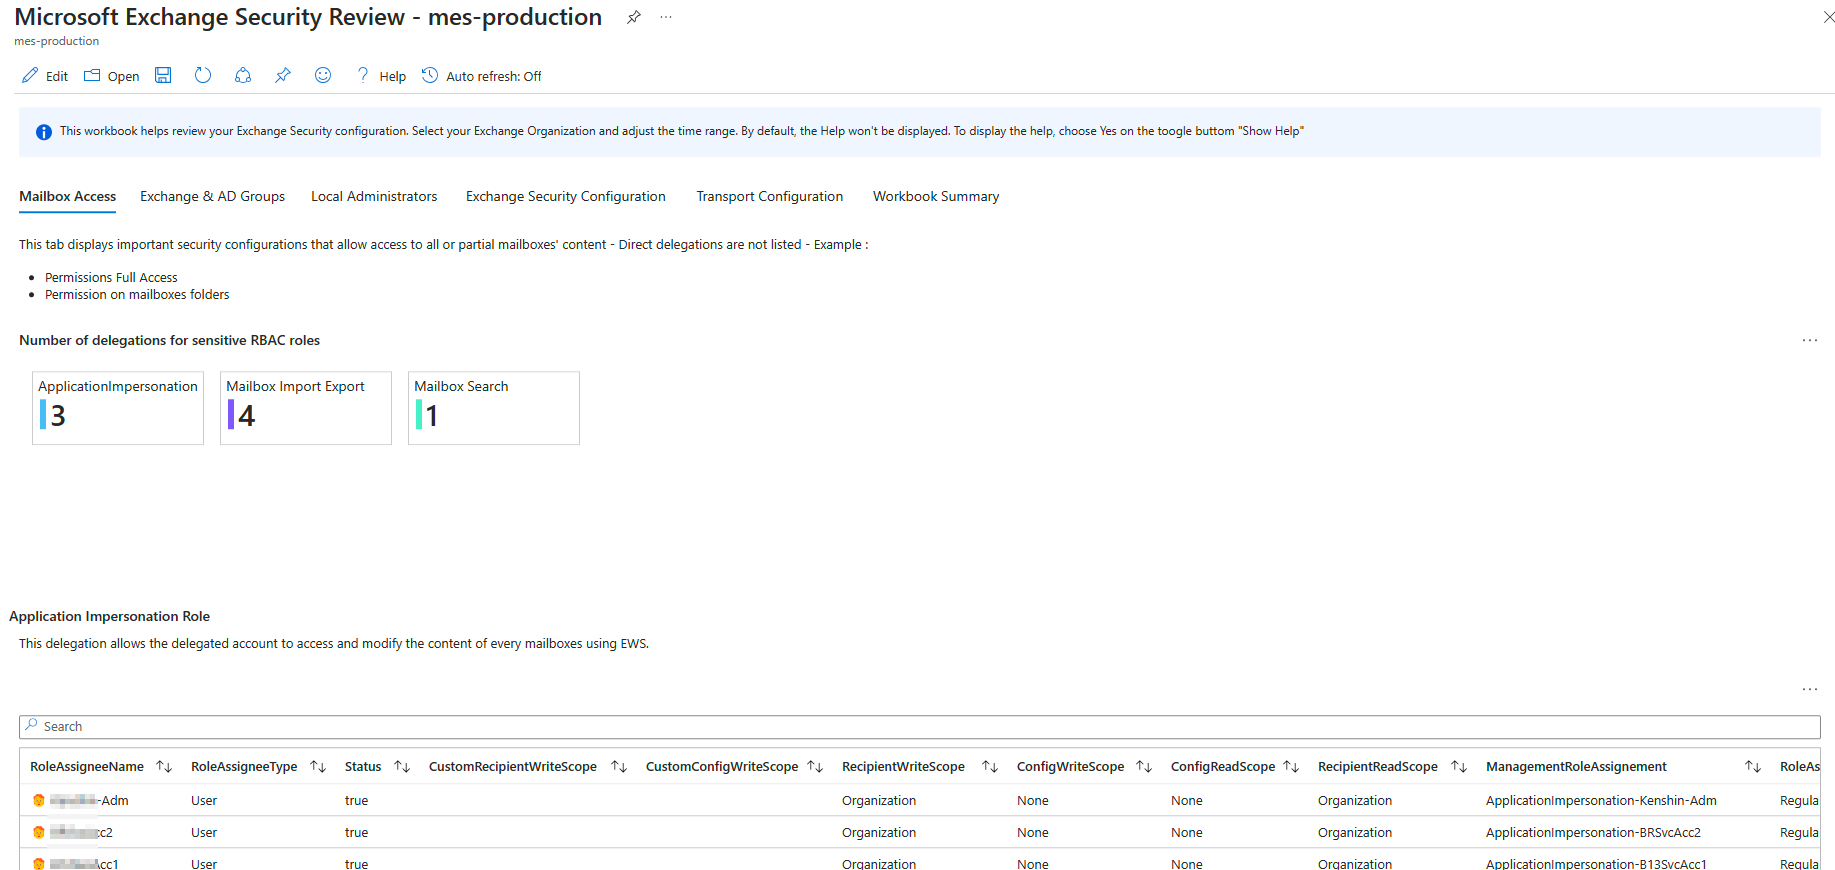 Microsoft Exchange Security Review - mes-production
mes-production
Edit Open Help Auto refresh: Off
This workbook helps review your Exchange Security configuration. Select your Exchange Organization and adjust the time range. By default, the Help won't be displayed. To display the help, choose Yes on the toogle buttom "Show Help"
Mailbox Access Exchange & AD Groups Local Administrators Exchange Security Configuration Transport Configuration Workbook Summary
This tab displays important security configurations that allow access to all or partial mailboxes' content - Direct delegations are not listed - Example :
Permissions Full Access
Permission on mailboxes folders
Number of delegations for sensitive RBAC roles
ApplicationImpersonation
3
Mailbox Import Export
4
Mailbox Search
1
Application Impersonation Role
This delegation allows the delegated account to access and modify the content of every mailboxes using EWS.
Search
RoleAssigneeName RoleAssigneeType Status CustomRecipientWriteScope CustomConfigWriteScope RecipientWriteScope ConfigWriteScope ConfigReadScope RecipientReadScope ManagementRoleAssignement RoleAs
-Adm User true Organization None None Organization ApplicationImpersonation-Kenshin-Adm Regula
cc2 User true Organization None None Organization ApplicationImpersonation-BRSvcAcc2 Regula
Acc1 User true Organization None None Organization ApplicationImpersonation-B13SvcAcc1 Regula